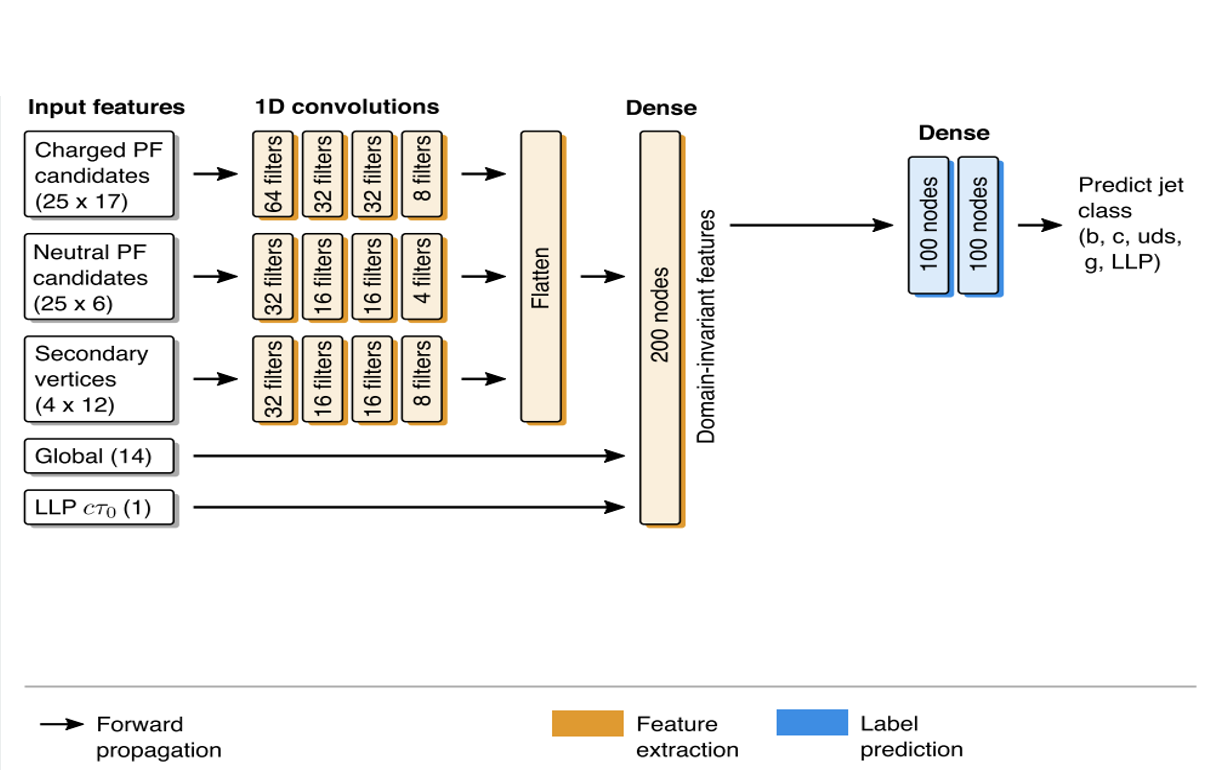 Input features
1D convolutions
Dense
Dense
Charged PF
candidates
(25 x 17)
64 filters
32 filters
32 filters
8 filters
Neutral PF
candidates
(25 x 6)
32 filters
16 filters
16 filters
4 filters
Secondary
vertices
(4 x 12)
32 filters
16 filters
16 filters
8 filters
Flatten
200 nodes
Domain-invariant features
100 nodes
100 nodes
Predict jet
class
(b, c, uds,
g, LLP)
Global (14)
LLP cτ₀ (1)
Forward
propagation
Feature
extraction
Label
prediction